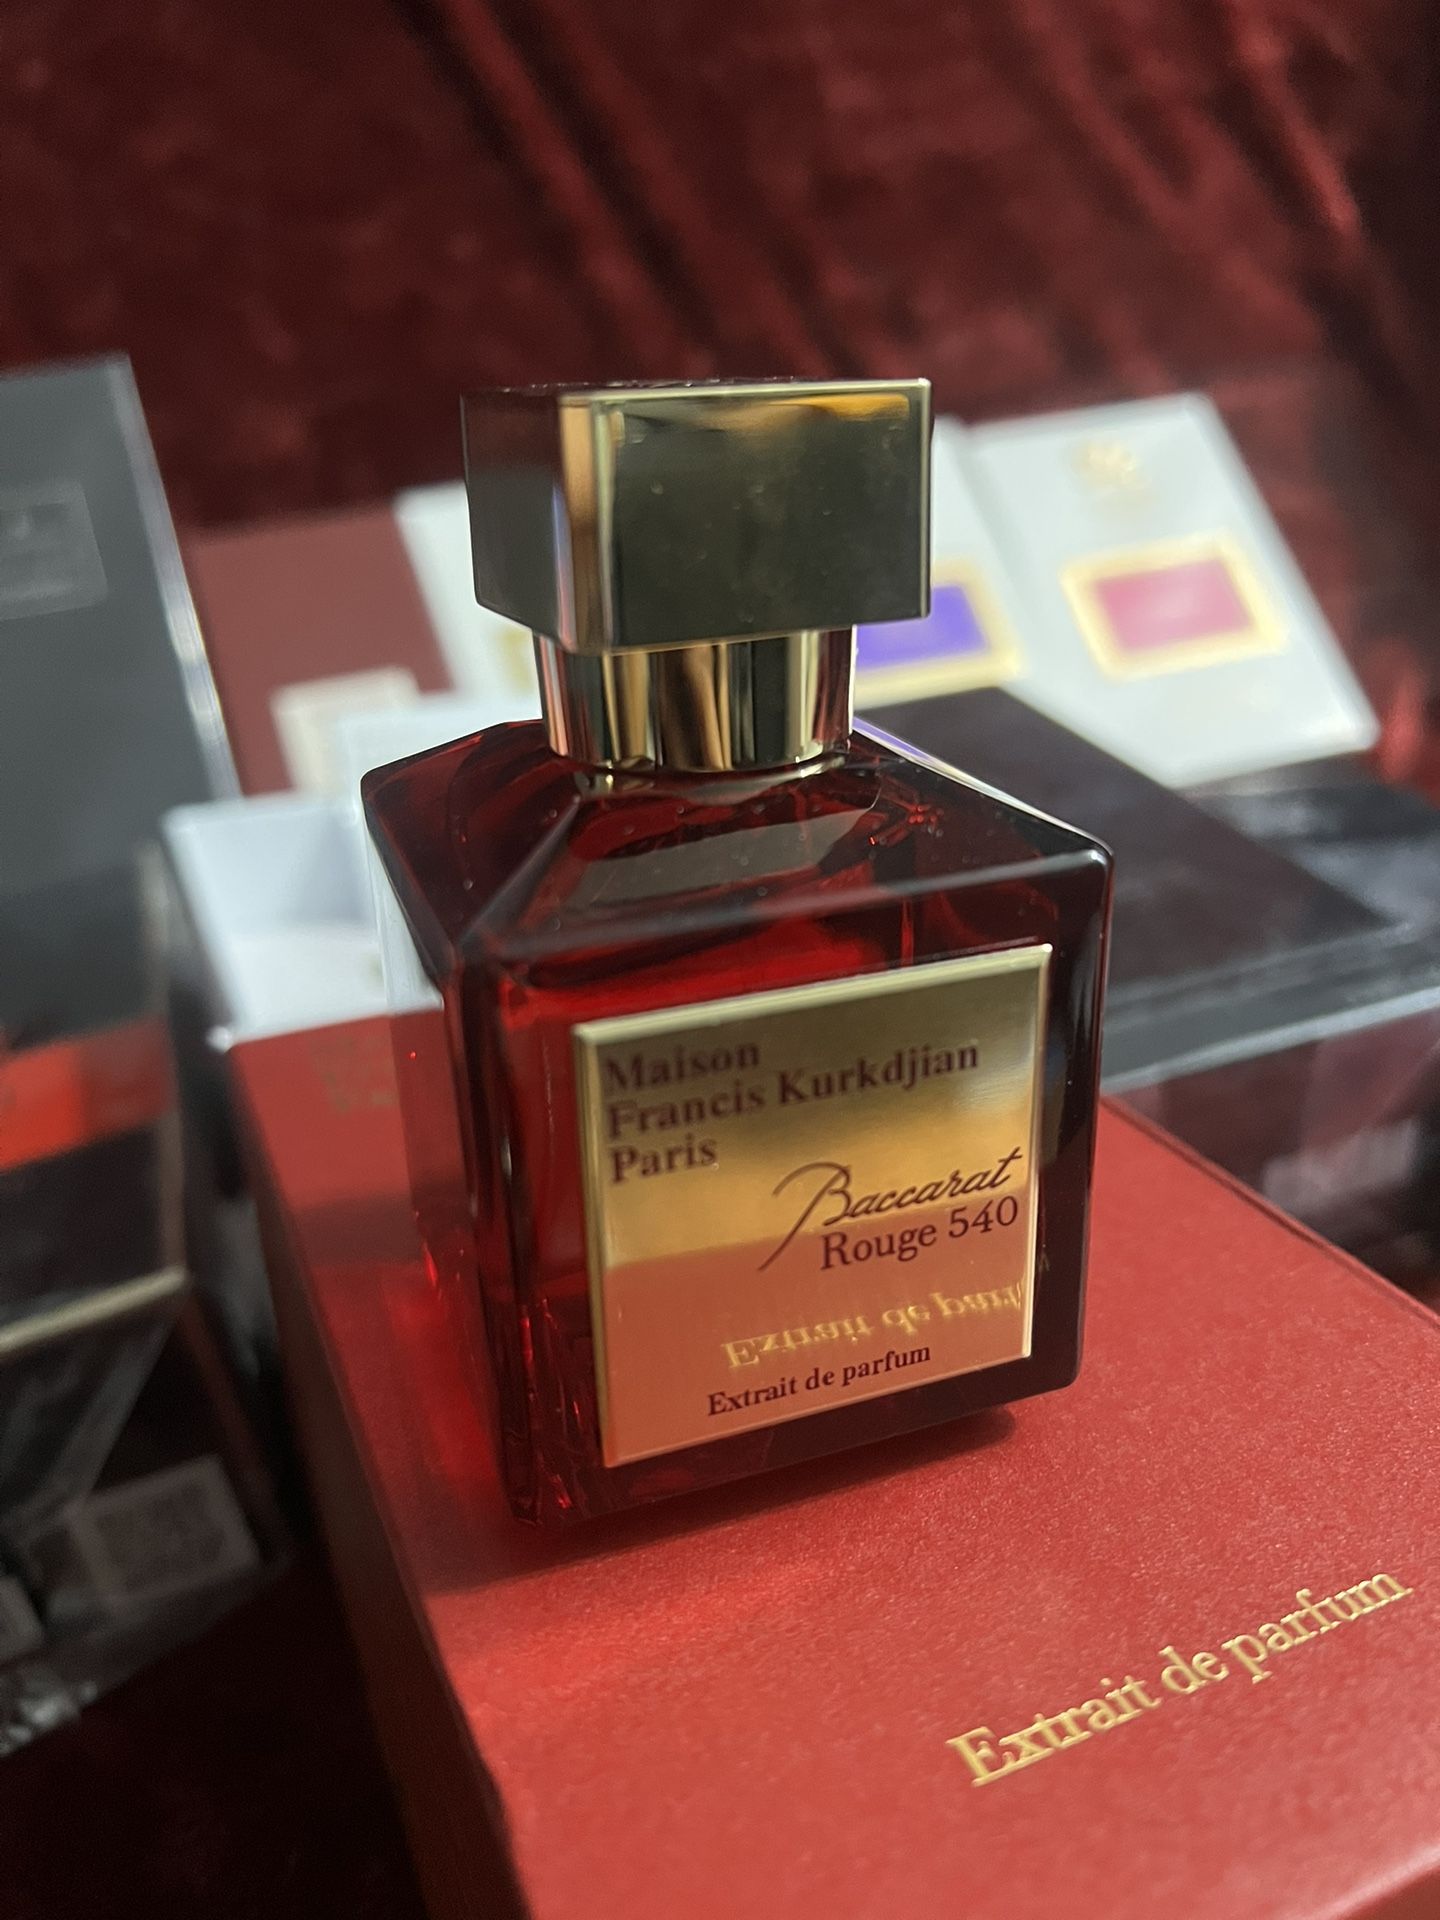 Maison
Francis Kurkdjian
Paris
Baccarat
Rouge 540
Extrait de parfum
Extrait de parfum